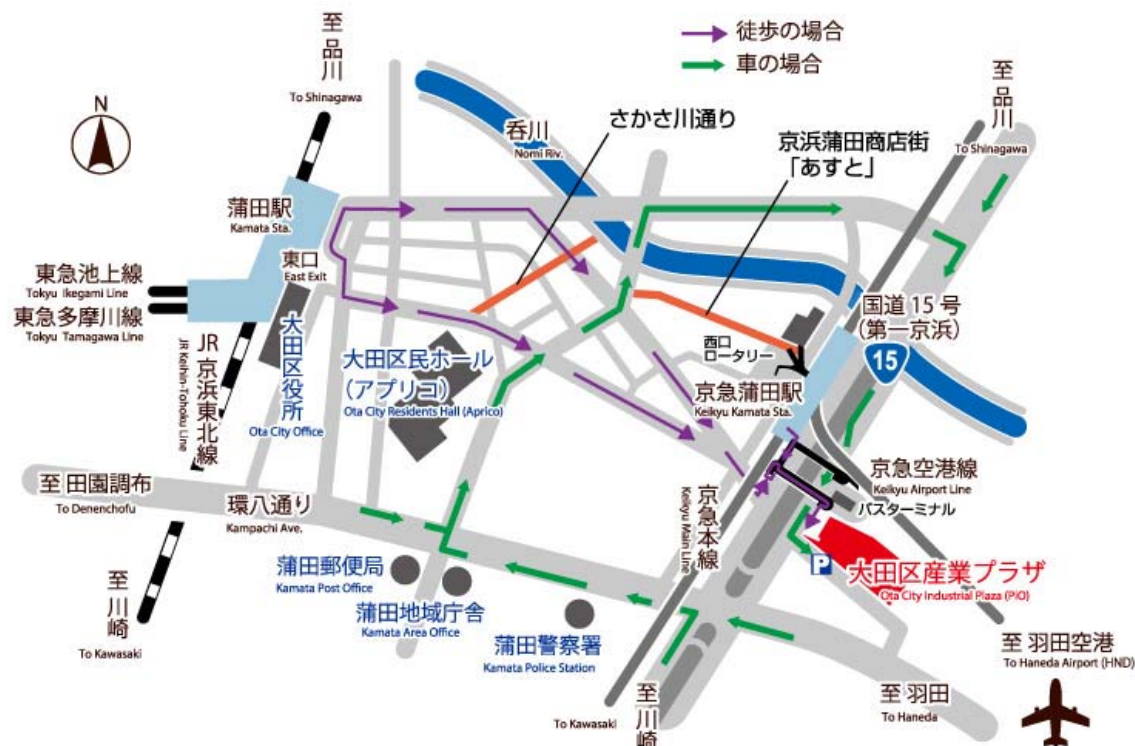 徒歩の場合
車の場合
N
至 品川
To Shinagawa
さかさ川通り
呑川
Nomi Riv.
京浜蒲田商店街
「あすと」
至 品川
To Shinagawa
蒲田駅
Kamata Sta.
東口
East Exit
東急池上線
Tokyu Ikegami Line
東急多摩川線
Tokyu Tamagawa Line
JR 京浜東北線
JR Keihin-Tohoku Line
大田区役所
Ota City Office
大田区民ホール
（アプリコ）
Ota City Residents Hall (Aprico)
西口
ロータリー
京急蒲田駅
Keikyu Kamata Sta.
国道 15 号
（第一京浜）
15
京急空港線
Keikyu Airport Line
バスターミナル
京急本線
Keikyu Main Line
至 田園調布
To Denenchofu
環八通り
Kampachi Ave.
P
大田区産業プラザ
Ota City Industrial Plaza (PiO)
蒲田郵便局
Kamata Post Office
蒲田地域庁舎
Kamata Area Office
蒲田警察署
Kamata Police Station
至 川崎
To Kawasaki
至 川崎
To Kawasaki
至 羽田
To Haneda
至 羽田空港
To Haneda Airport (HND)